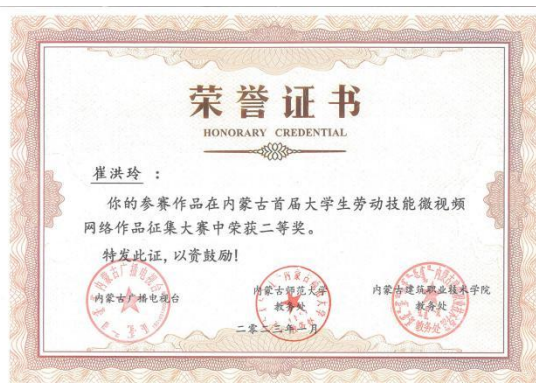 荣誉证书
HONORARY CREDENTIAL
崔洪玲 :
你的参赛作品在内蒙古首届大学生劳动技能微视频
网络作品征集大赛中荣获二等奖。
特发此证,以资鼓励!
内蒙古广播电视台
内蒙古师范大学
教务处
内蒙古建筑职业技术学院
教务处
二零二三年一月